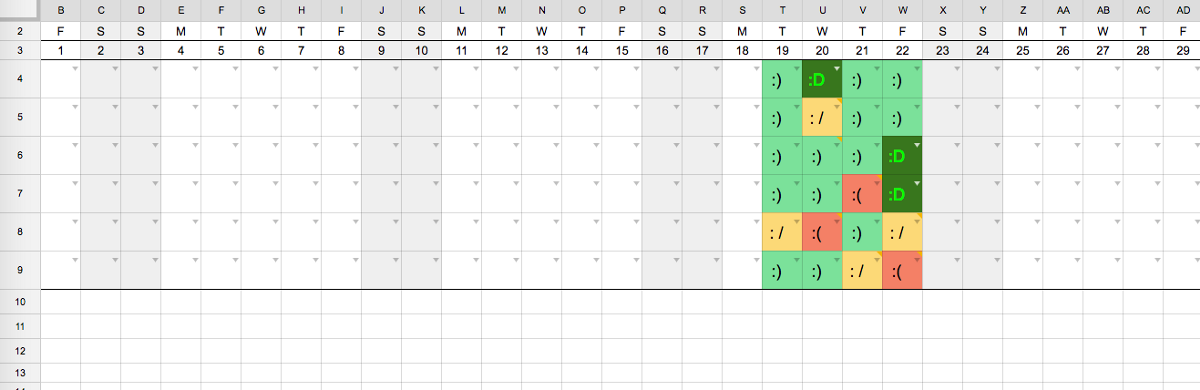 B C D E F G H I J K L M N O P Q R S T U V W X Y Z AA AB AC AD
2 F S S M T W T F S S M T W T F S S M T W T F S S M T W T F
3 1 2 3 4 5 6 7 8 9 10 11 12 13 14 15 16 17 18 19 20 21 22 23 24 25 26 27 28 29
4 :) :D :) :)
5 :) :/ :) :)
6 :) :) :) :D
7 :) :) :( :D
8 :/ :( :) :/
9 :) :) :/ :(
10
11
12
13